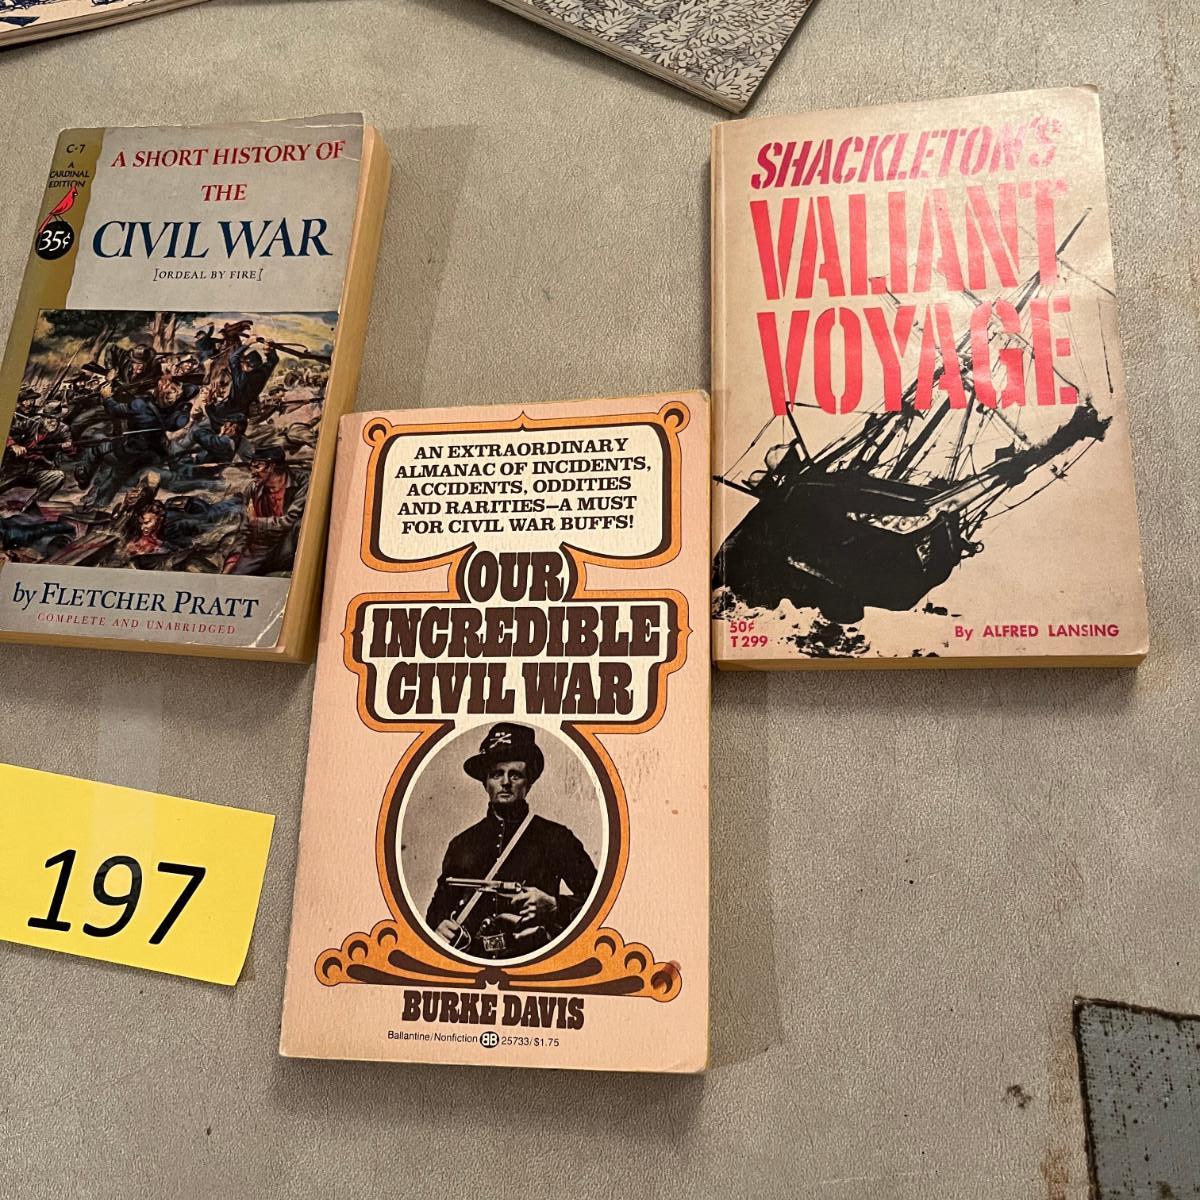 C-7
A
CARDINAL
EDITION
35¢
A SHORT HISTORY OF
THE
CIVIL WAR
[ORDEAL BY FIRE]
by FLETCHER PRATT
COMPLETE AND UNABRIDGED
SHACKLETON'S
VALIANT
VOYAGE
50¢
T 299
By ALFRED LANSING
AN EXTRAORDINARY
ALMANAC OF INCIDENTS,
ACCIDENTS, ODDITIES
AND RARITIES—A MUST
FOR CIVIL WAR BUFFS!
(OUR)
INCREDIBLE
CIVIL WAR
BURKE DAVIS
Ballantine/Nonfiction BB 25733/$1.75
197